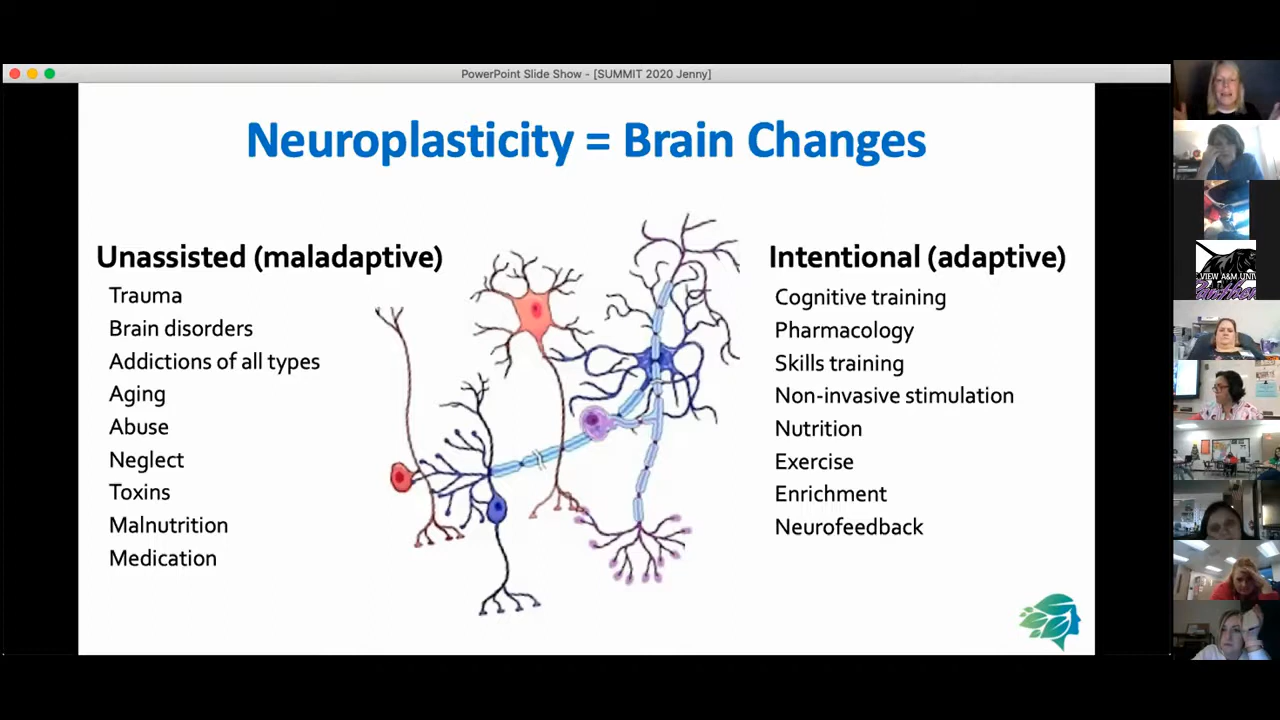 PowerPoint Slide Show - [SUMMIT 2020 Jenny]
Neuroplasticity = Brain Changes
Unassisted (maladaptive)
Trauma
Brain disorders
Addictions of all types
Aging
Abuse
Neglect
Toxins
Malnutrition
Medication
Intentional (adaptive)
Cognitive training
Pharmacology
Skills training
Non-invasive stimulation
Nutrition
Exercise
Enrichment
Neurofeedback
VIEW A&M UNI